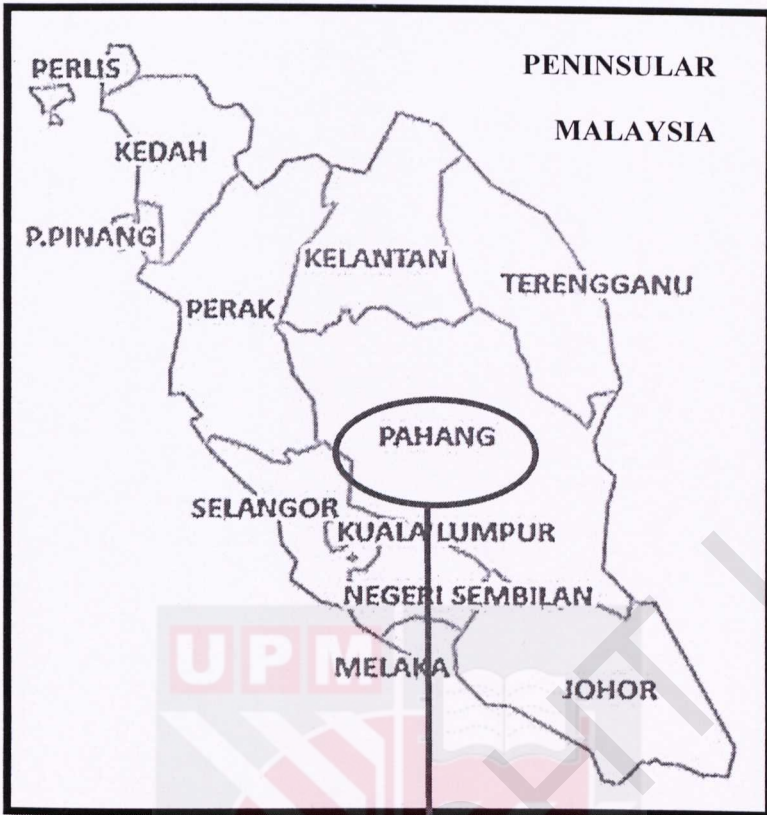 PENINSULAR
MALAYSIA
PERLIS
KEDAH
P.PINANG
KELANTAN
TERENGGANU
PERAK
PAHANG
SELANGOR
KUALA LUMPUR
NEGERI SEMBILAN
MELAKA
JOHOR
UPM